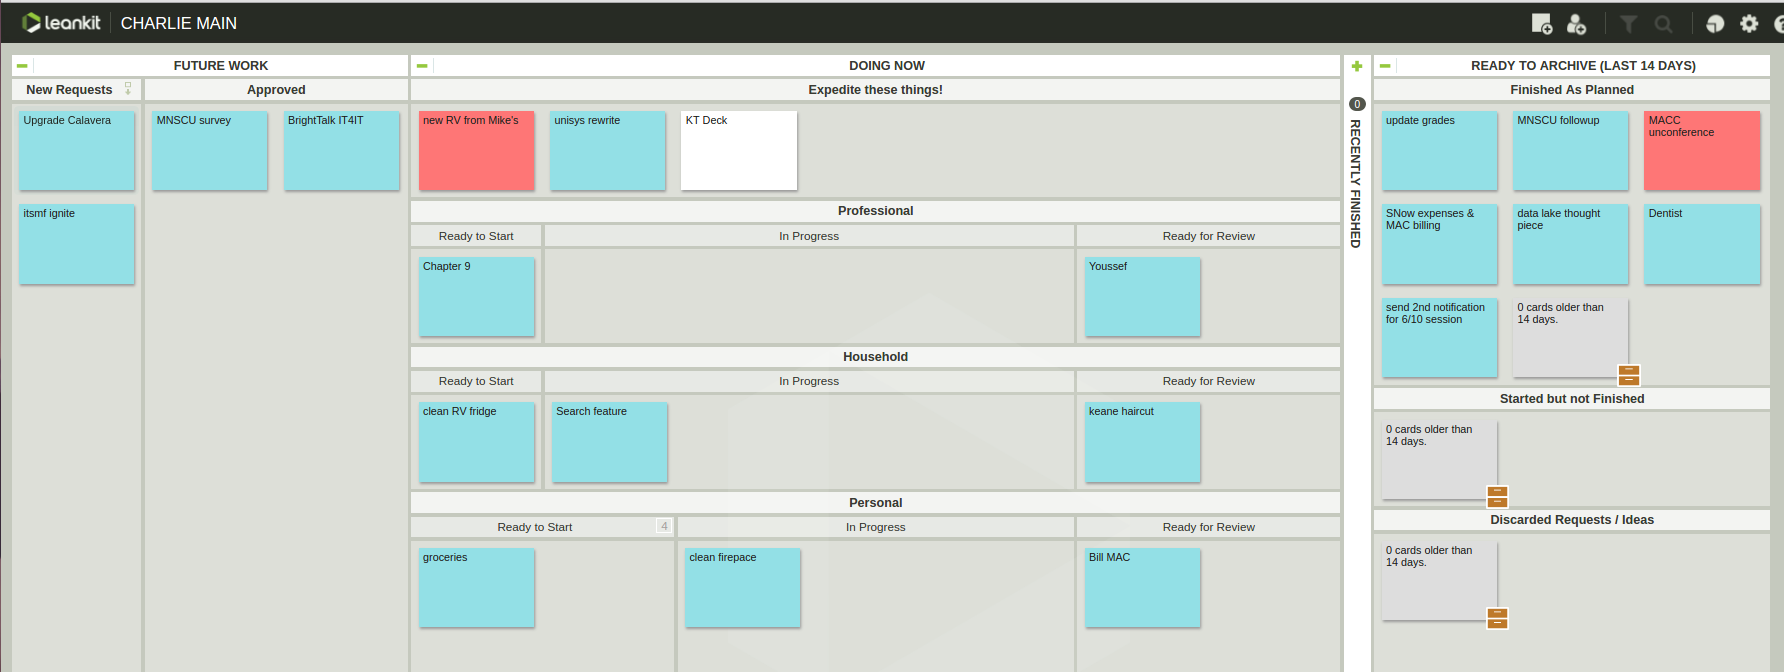 leankit CHARLIE MAIN
FUTURE WORK
New Requests
Approved
Upgrade Calavera
itsmf ignite
MNSCU survey
BrightTalk IT4IT
DOING NOW
Expedite these things!
new RV from Mike's
unisys rewrite
KT Deck
Professional
Ready to Start
In Progress
Ready for Review
Chapter 9
Youssef
Household
Ready to Start
In Progress
Ready for Review
clean RV fridge
Search feature
keane haircut
Personal
Ready to Start
4
In Progress
Ready for Review
groceries
clean firepace
Bill MAC
0
RECENTLY FINISHED
READY TO ARCHIVE (LAST 14 DAYS)
Finished As Planned
update grades
MNSCU followup
MACC
unconference
SNow expenses &
MAC billing
data lake thought
piece
Dentist
send 2nd notification
for 6/10 session
0 cards older than
14 days.
Started but not Finished
0 cards older than
14 days.
Discarded Requests / Ideas
0 cards older than
14 days.